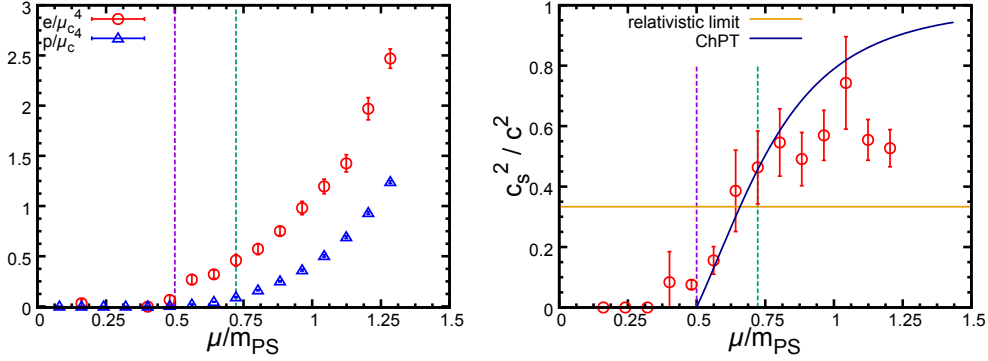 e/μc⁴
p/μc⁴
3
2.5
2
1.5
1
0.5
0
0 0.25 0.5 0.75 1 1.25 1.5
μ/mPS
relativistic limit
ChPT
cs² / c²
1
0.8
0.6
0.4
0.2
0
0 0.25 0.5 0.75 1 1.25 1.5
μ/mPS